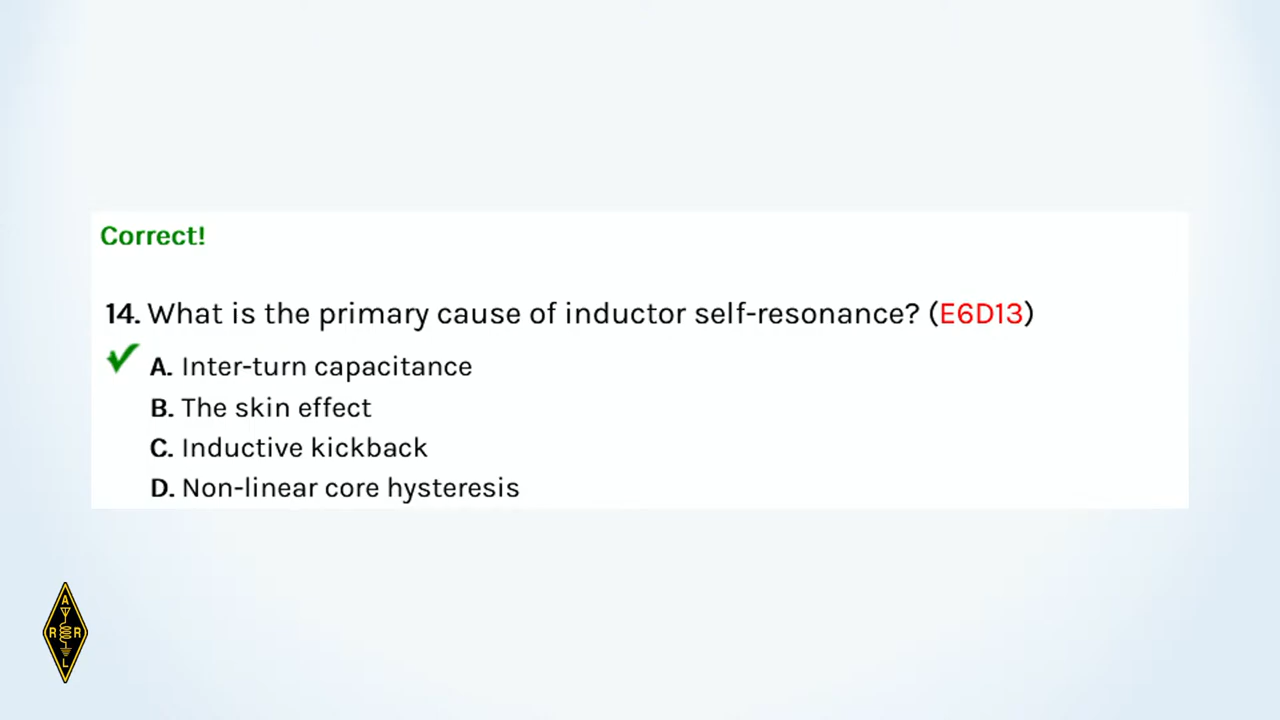 Correct!
14. What is the primary cause of inductor self-resonance? (E6D13)
A. Inter-turn capacitance
B. The skin effect
C. Inductive kickback
D. Non-linear core hysteresis
A
R R
L